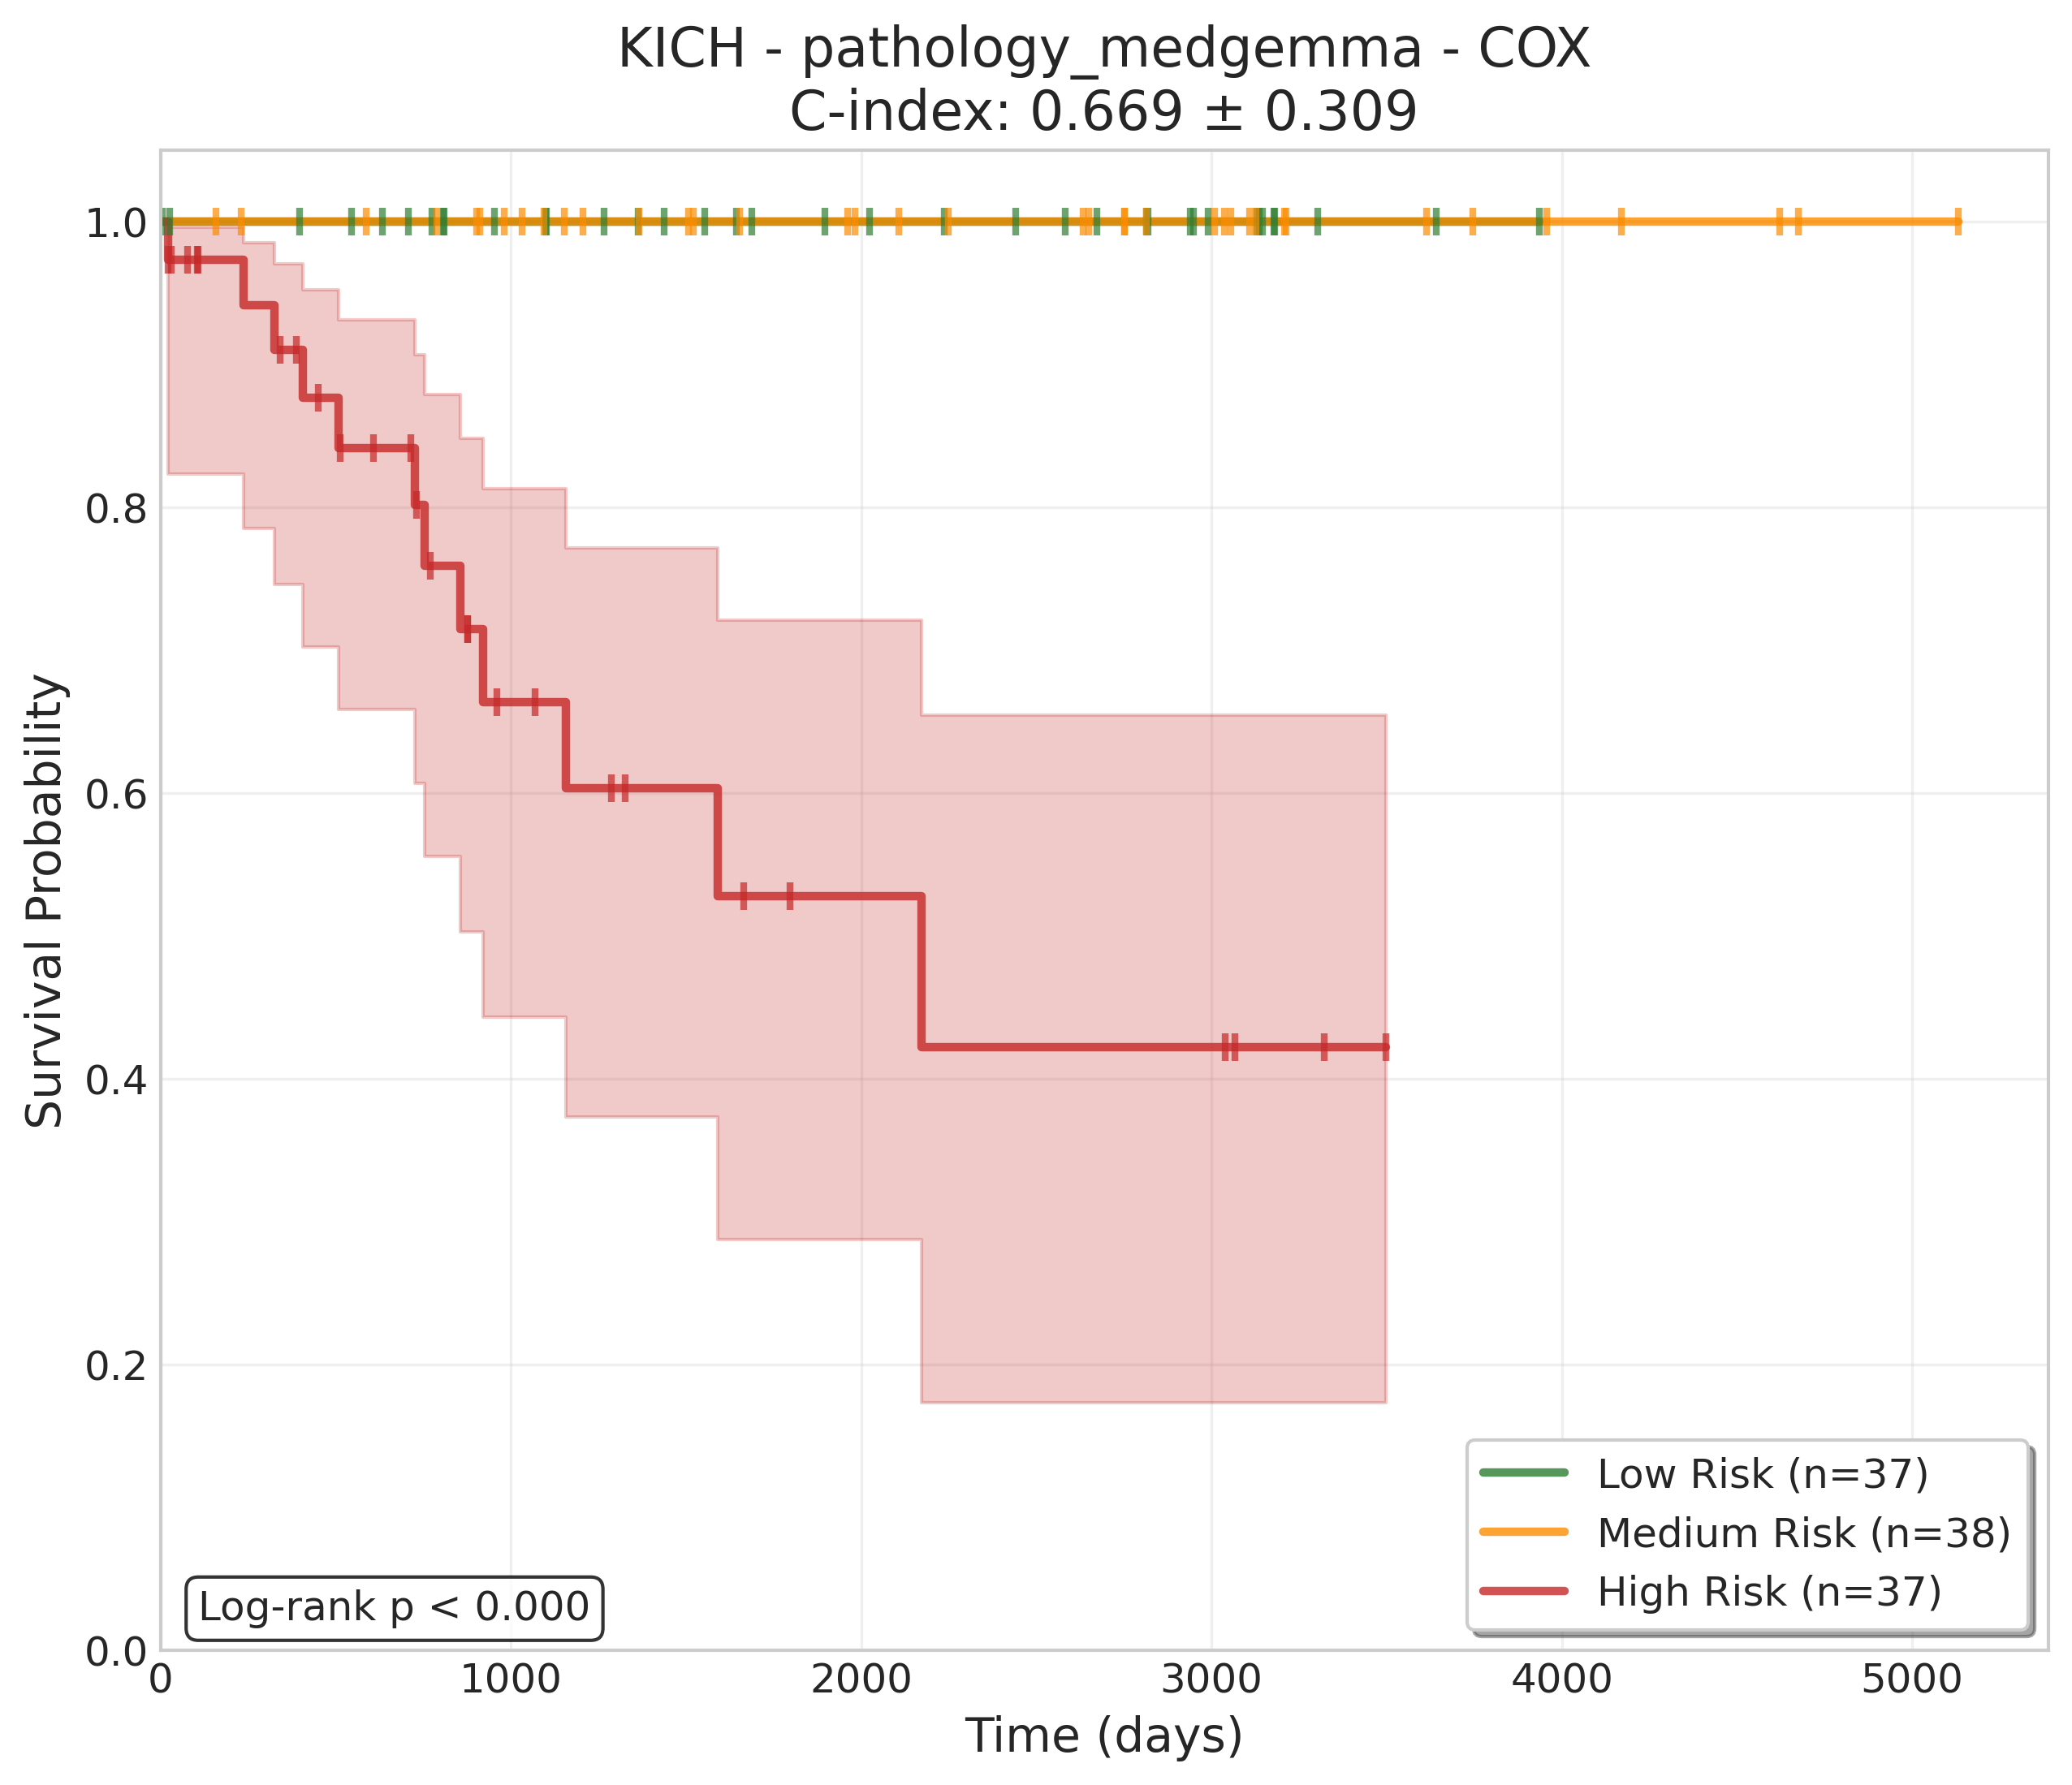 KICH - pathology_medgemma - COX
C-index: 0.669 ± 0.309
Survival Probability
1.0
0.8
0.6
0.4
0.2
0.0
0 1000 2000 3000 4000 5000
Time (days)
Log-rank p < 0.000
Low Risk (n=37)
Medium Risk (n=38)
High Risk (n=37)